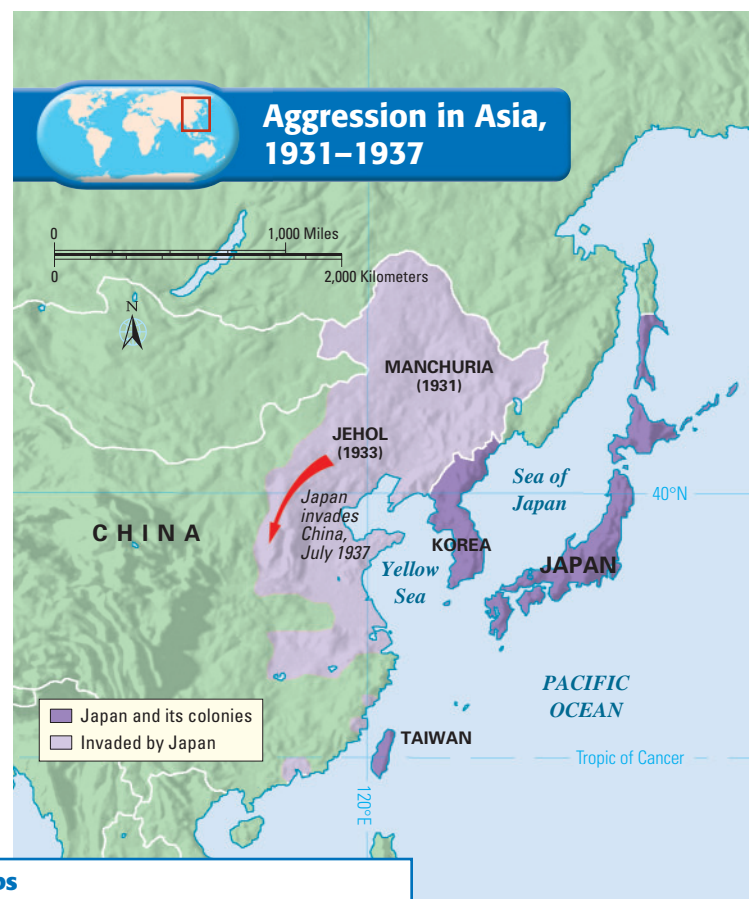 Aggression in Asia,
1931–1937
0
1,000 Miles
0
2,000 Kilometers
N
MANCHURIA
(1931)
JEHOL
(1933)
Japan
invades
China,
July 1937
CHINA
Sea of
Japan
40°N
KOREA
JAPAN
Yellow
Sea
PACIFIC
OCEAN
Japan and its colonies
Invaded by Japan
TAIWAN
Tropic of Cancer
120°E